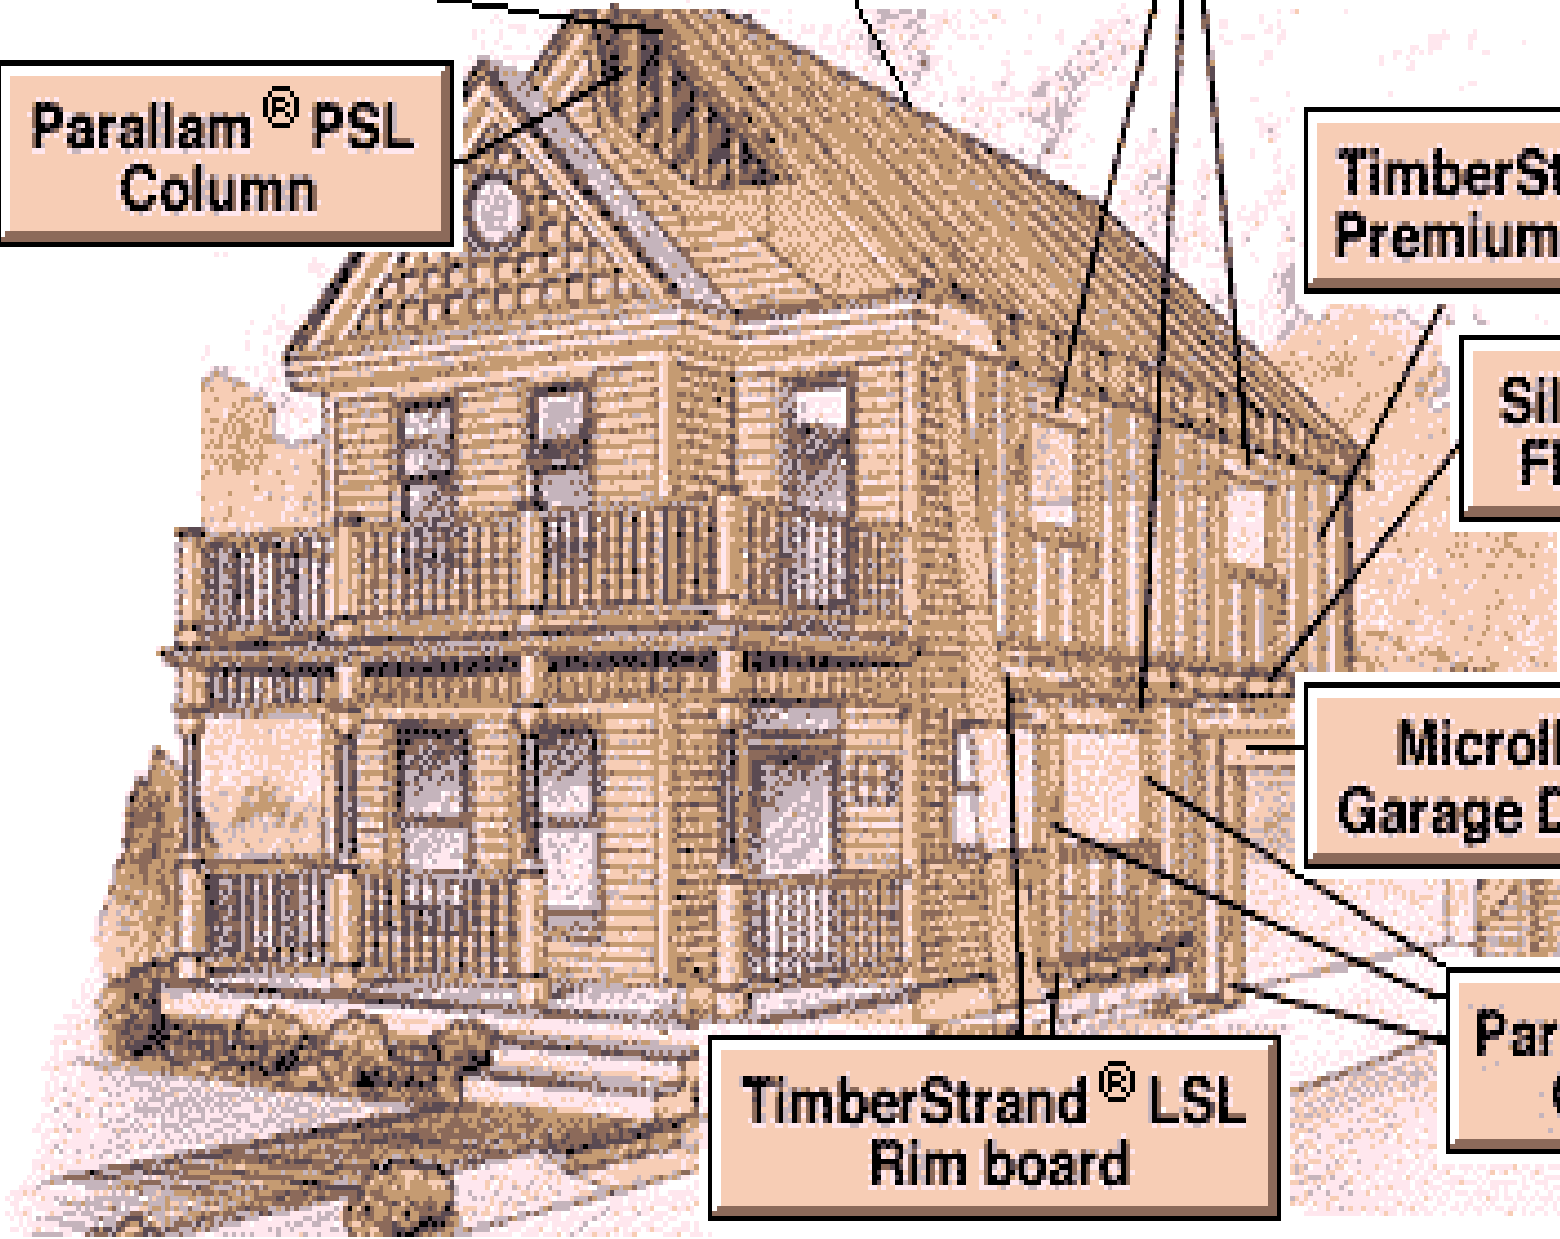 Parallam® PSL
Column
TimberSt
Premium
Sil
Fl
Microll
Garage D
Par
TimberStrand® LSL
Rim board